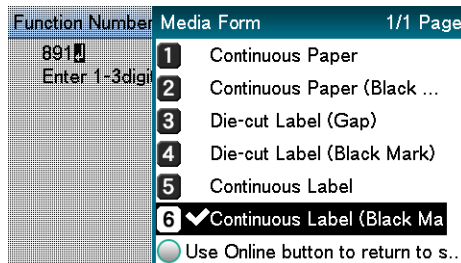 Function Number
891
Enter 1-3digi
Media Form 1/1 Page
1 Continuous Paper
2 Continuous Paper (Black ...
3 Die-cut Label (Gap)
4 Die-cut Label (Black Mark)
5 Continuous Label
6 Continuous Label (Black Ma
Use Online button to return to s..